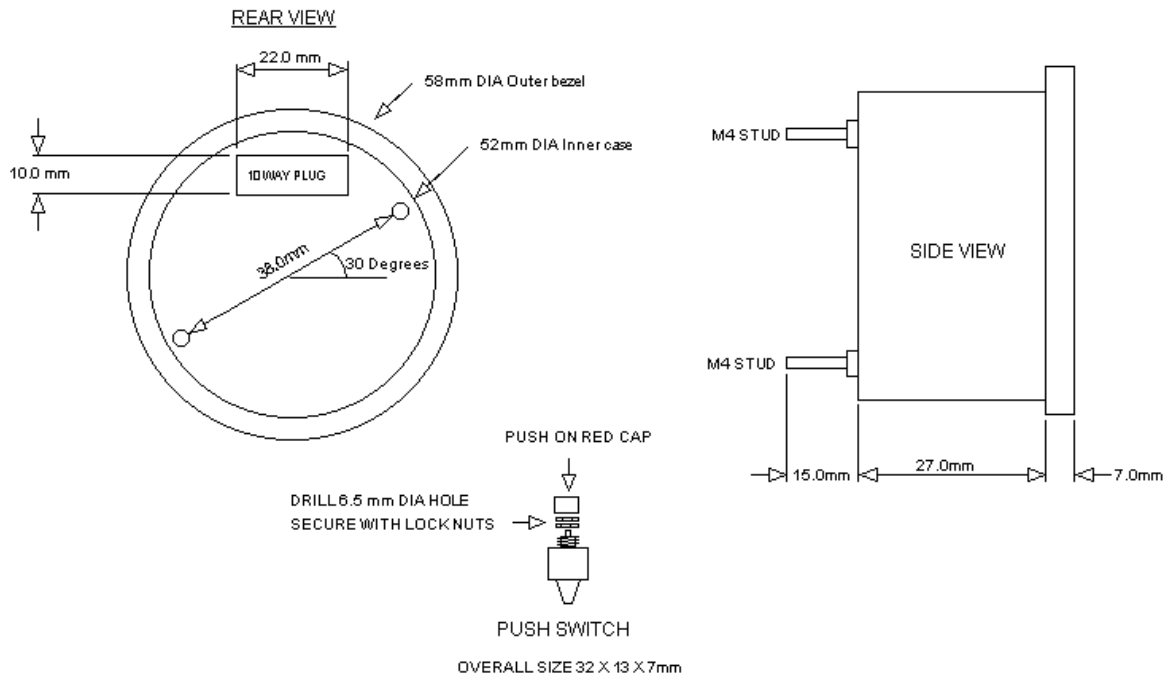 REAR VIEW
22.0 mm
58mm DIA Outer bezel
52mm DIA Inner case
10.0 mm
10WAY PLUG
38.0mm
30 Degrees
M4 STUD
SIDE VIEW
M4 STUD
15.0mm
27.0mm
7.0mm
PUSH ON RED CAP
DRILL 6.5 mm DIA HOLE
SECURE WITH LOCK NUTS
PUSH SWITCH
OVERALL SIZE 32 X 13 X 7mm